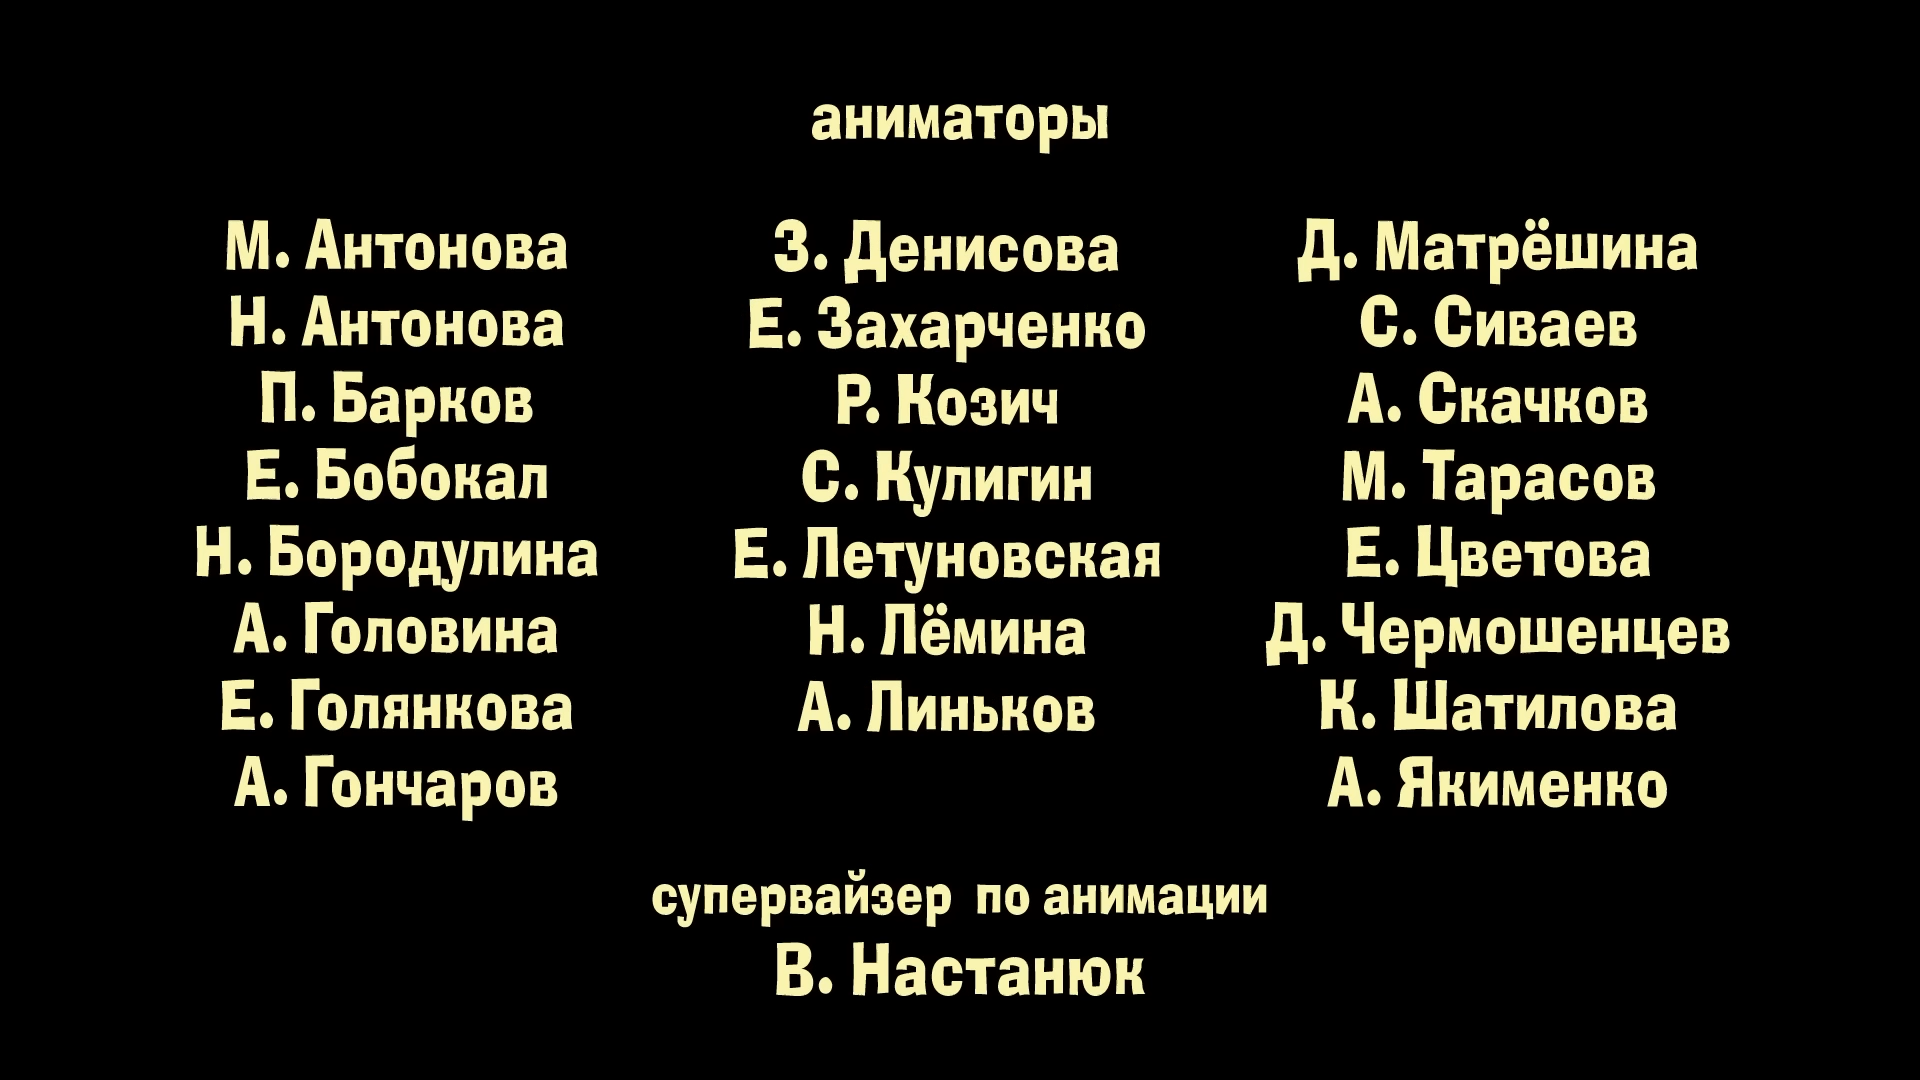 аниматоры
М. Антонова
Н. Антонова
П. Барков
Е. Бобокал
Н. Бородулина
А. Головина
Е. Голянкова
А. Гончаров
З. Денисова
Е. Захарченко
Р. Козич
С. Кулигин
Е. Летуновская
Н. Лёмина
А. Линьков
Д. Матрёшина
С. Сиваев
А. Скачков
М. Тарасов
Е. Цветова
Д. Чермошенцев
К. Шатилова
А. Якименко
супервайзер по анимации
В. Настанюк